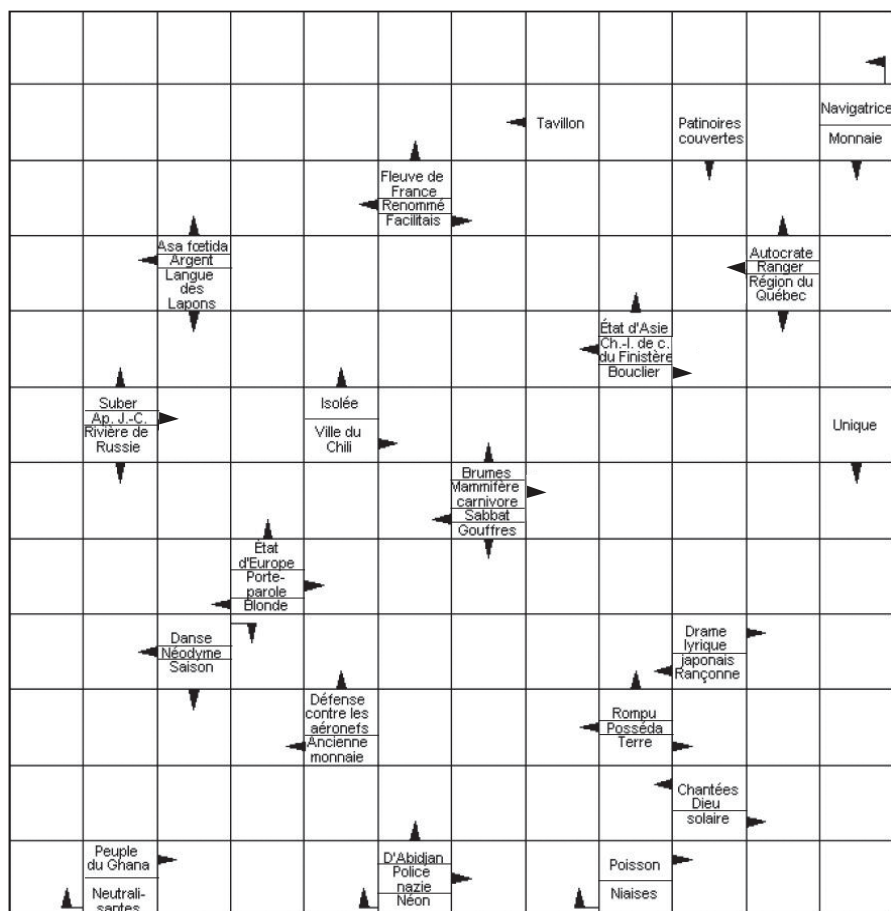 Tavillon
Patinoires
couvertes
Navigatrice
Monnaie
Fleuve de
France
Renommé
Facilitais
Asa fœtida
Argent
Langue
des
Lapons
Autocrate
Ranger
Région du
Québec
État d'Asie
Ch.-l. de c.
du Finistère
Bouclier
Suber
Ap. J.-C.
Rivière de
Russie
Isolée
Ville du
Chili
Unique
Brumes
Mammifère
carnivore
Sabbat
Gouffres
État
d'Europe
Porte-
parole
Blonde
Danse
Néodyme
Saison
Drame
lyrique
japonais
Rançonne
Défense
contre les
aéronefs
Ancienne
monnaie
Rompu
Posséda
Terre
Chantées
Dieu
solaire
Peuple
du Ghana
Neutrali-
santes
D'Abidjan
Police
nazie
Néon
Poisson
Niaises